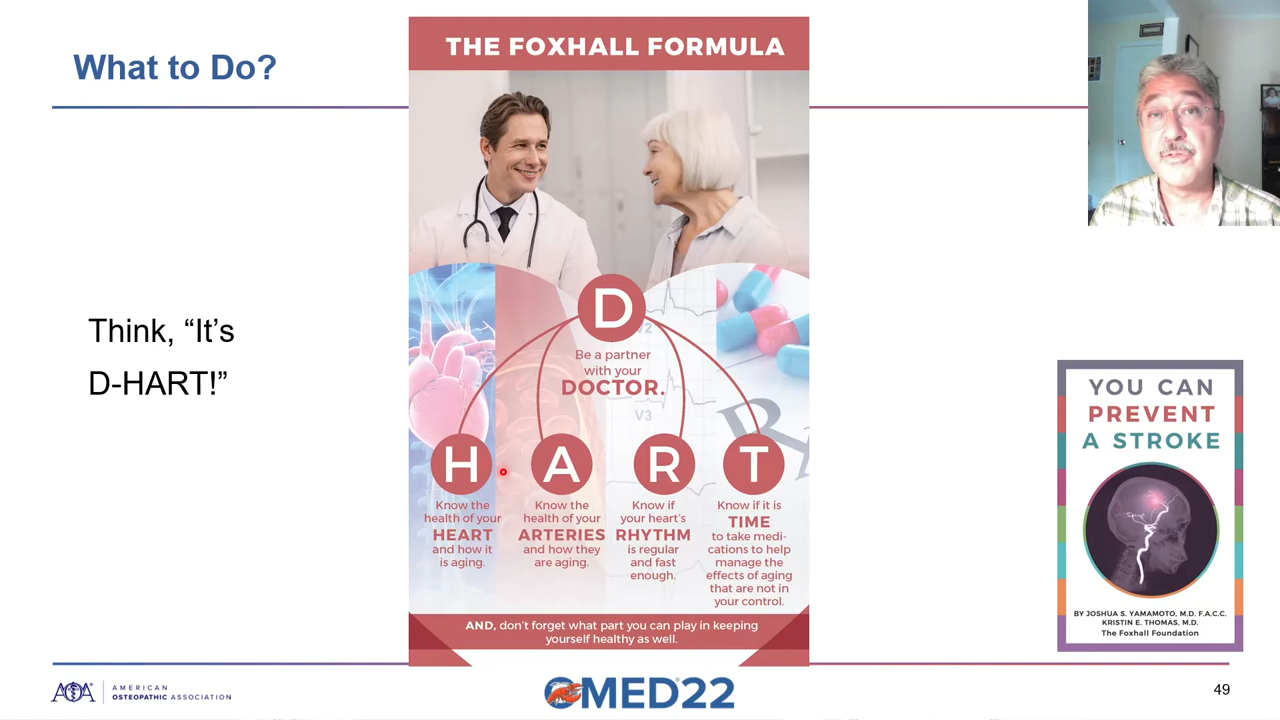 What to Do?
THE FOXHALL FORMULA
Think, “It’s
D-HART!”
D
V2
Be a partner
with your
DOCTOR.
V3
H A R T
Know the
health of your
HEART
and how it
is aging.
Know the
health of your
ARTERIES
and how they
are aging.
Know if
your heart's
RHYTHM
is regular
and fast
enough.
Know if it is
TIME
to take medi-
cations to help
manage the
effects of aging
that are not in
your control.
AND, don't forget what part you can play in keeping
yourself healthy as well.
YOU CAN
PREVENT
A STROKE
BY JOSHUA S. YAMAMOTO, M.D. F.A.C.C.
KRISTIN E. THOMAS, M.D.
The Foxhall Foundation
AOA
AMERICAN
OSTEOPATHIC ASSOCIATION
OMED®22
49